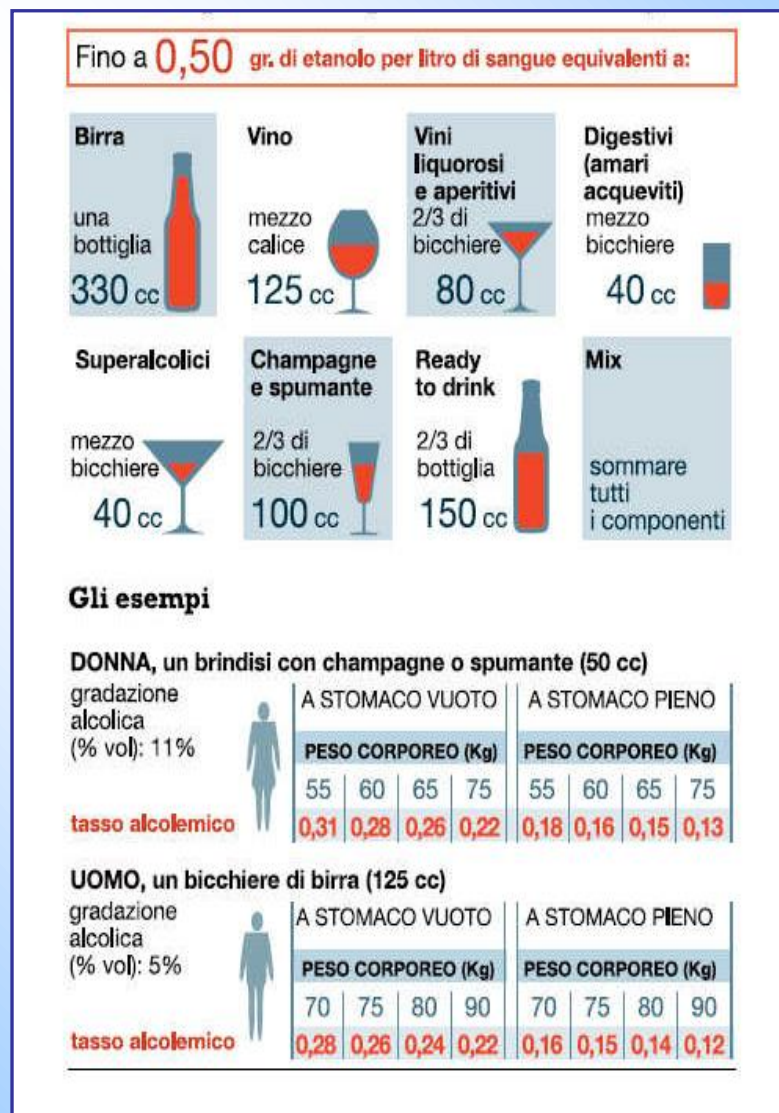 Fino a 0,50 gr. di etanolo per litro di sangue equivalenti a:
Birra
una
bottiglia
330 cc
Vino
mezzo
calice
125 cc
Vini
liquorosi
e aperitivi
2/3 di
bicchiere
80 cc
Digestivi
(amari
acqueviti)
mezzo
bicchiere
40 cc
Superalcolici
mezzo
bicchiere
40 cc
Champagne
e spumante
2/3 di
bicchiere
100 cc
Ready
to drink
2/3 di
bottiglia
150 cc
Mix
sommare
tutti
i componenti
Gli esempi
DONNA, un brindisi con champagne o spumante (50 cc)
gradazione
alcolica
(% vol): 11%
A STOMACO VUOTO A STOMACO PIENO
PESO CORPOREO (Kg) PESO CORPOREO (Kg)
55 60 65 75 55 60 65 75
tasso alcolemico 0,31 0,28 0,26 0,22 0,18 0,16 0,15 0,13
UOMO, un bicchiere di birra (125 cc)
gradazione
alcolica
(% vol): 5%
A STOMACO VUOTO A STOMACO PIENO
PESO CORPOREO (Kg) PESO CORPOREO (Kg)
70 75 80 90 70 75 80 90
tasso alcolemico 0,28 0,26 0,24 0,22 0,16 0,15 0,14 0,12